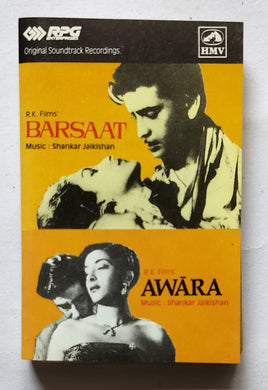 RPG
Original Soundtrack Recordings.
HMV
R.K. Films'
BARSAAT
Music : Shankar Jaikishan
R.K. Films'
AWĀRA
Music : Shankar Jaikishan